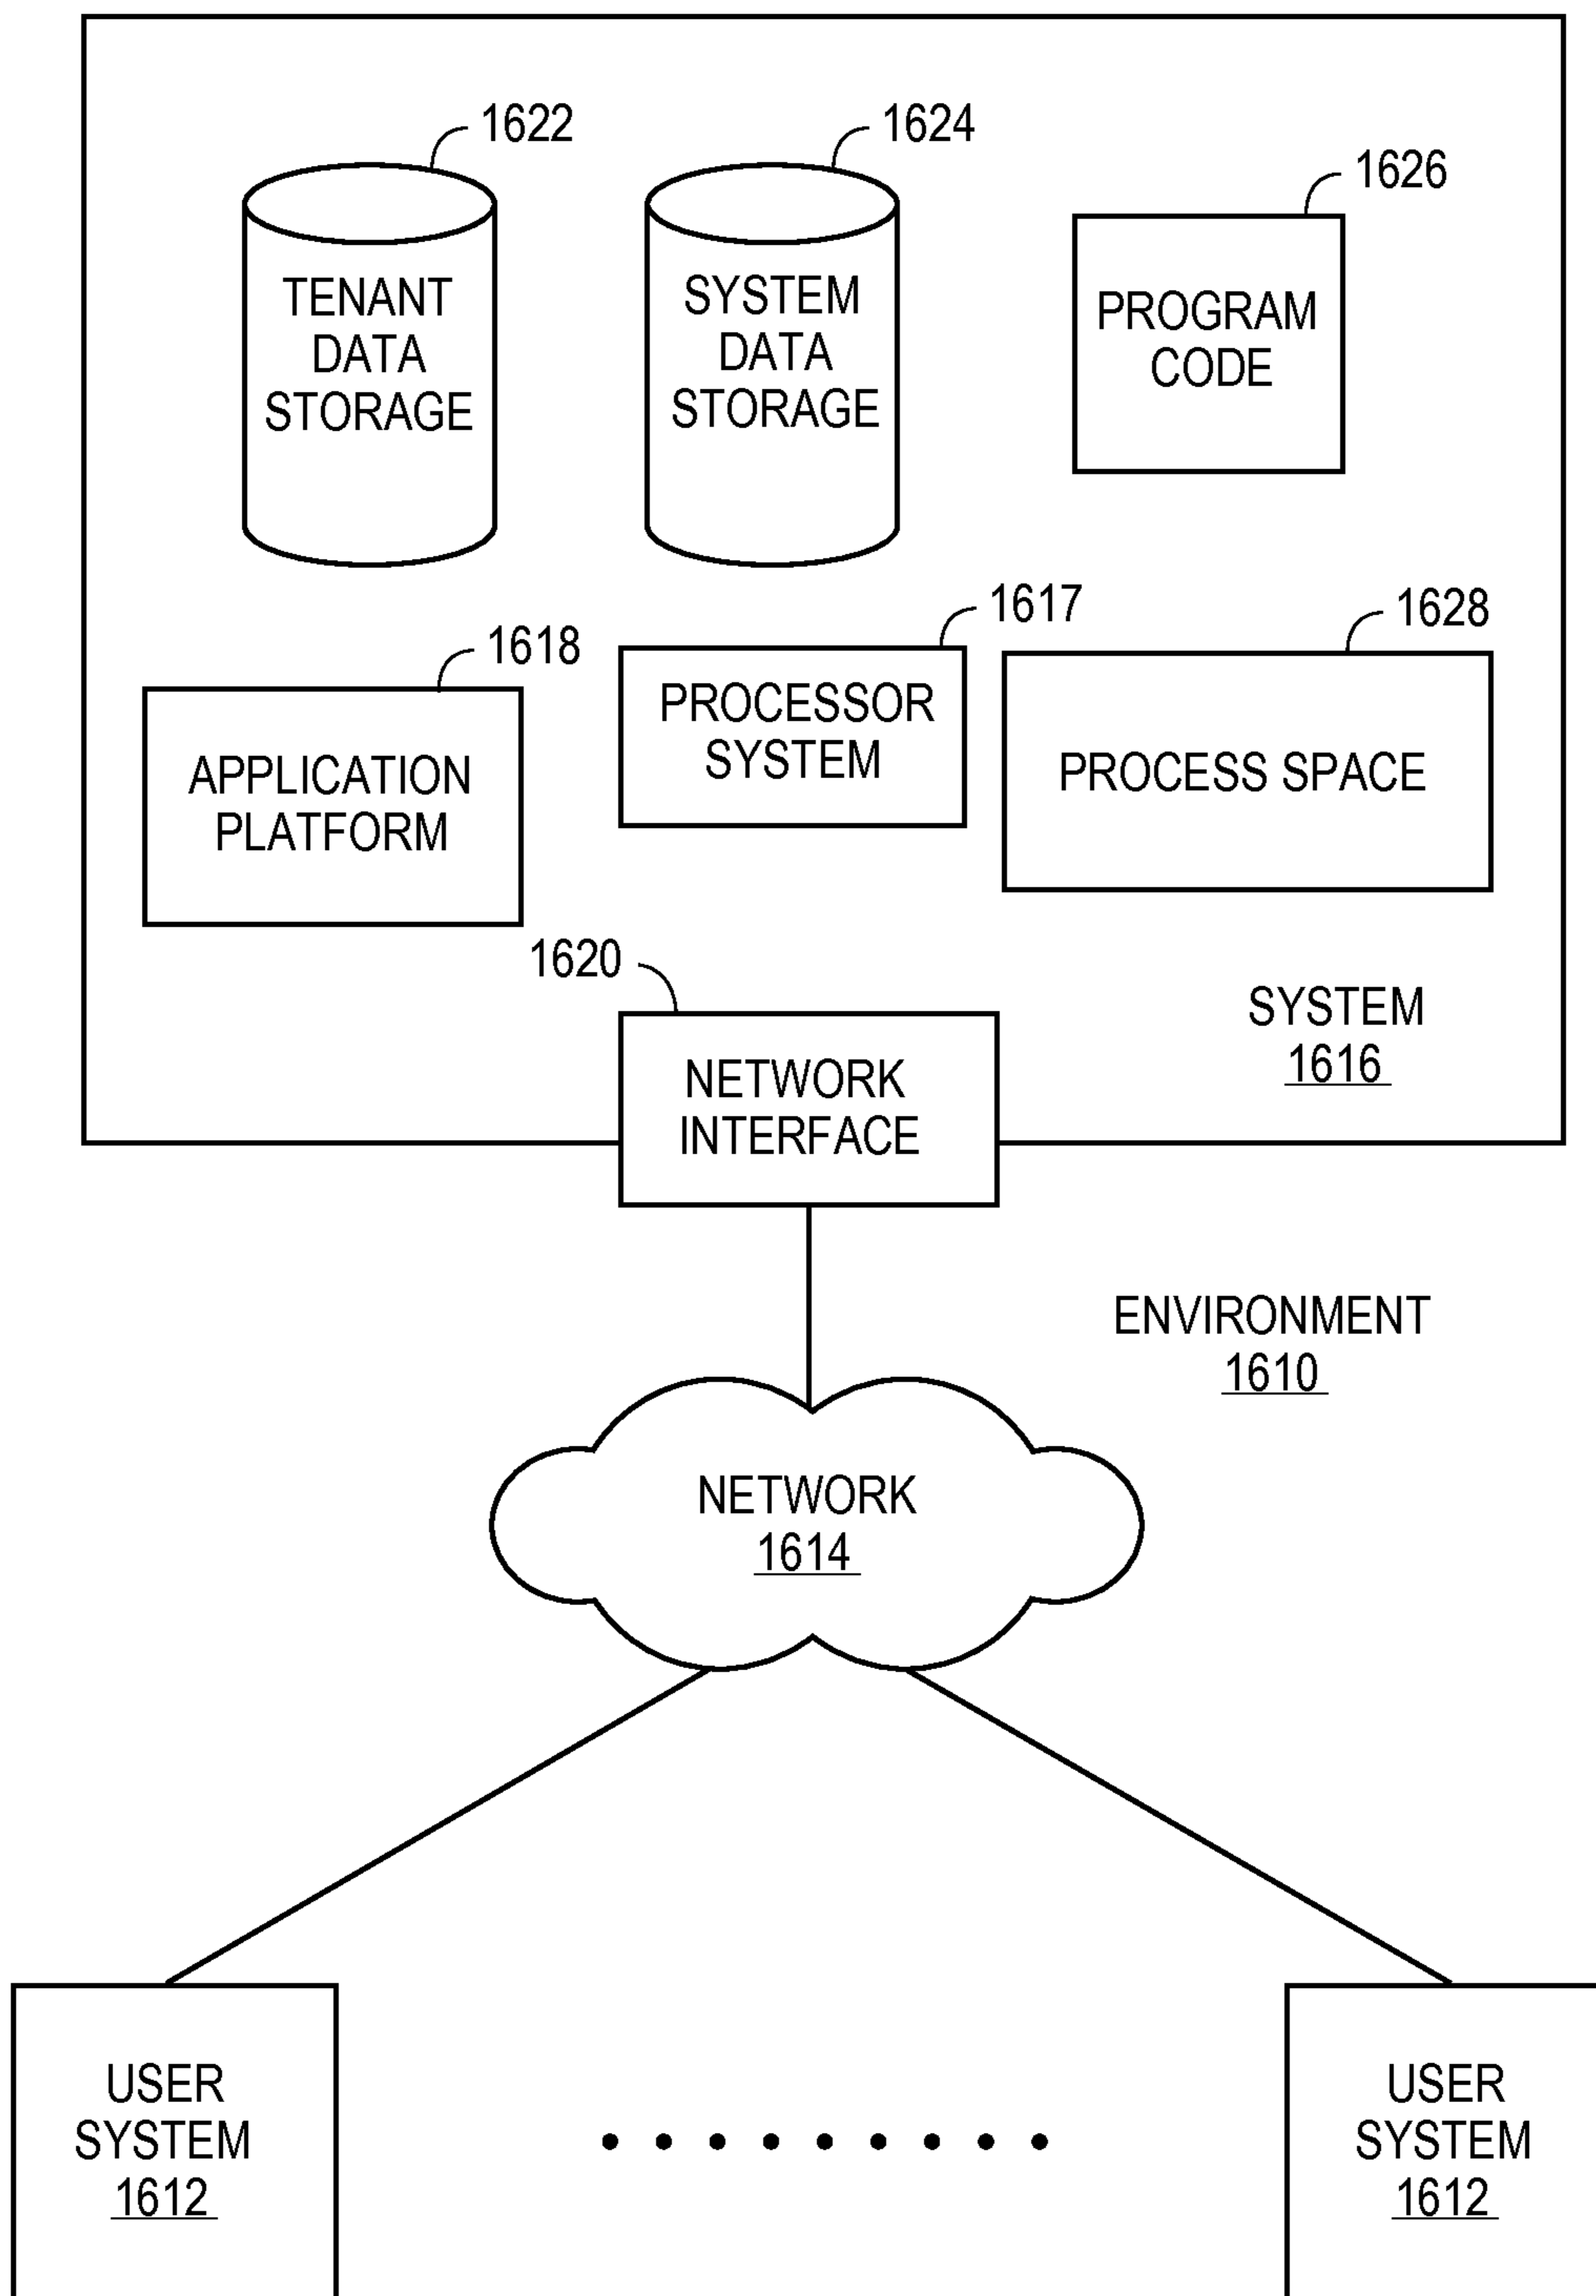 1622
1624
1626
TENANT
DATA
STORAGE
SYSTEM
DATA
STORAGE
PROGRAM
CODE
1618
1617
1628
APPLICATION
PLATFORM
PROCESSOR
SYSTEM
PROCESS SPACE
1620
NETWORK
INTERFACE
SYSTEM
1616
ENVIRONMENT
1610
NETWORK
1614
USER
SYSTEM
1612
USER
SYSTEM
1612